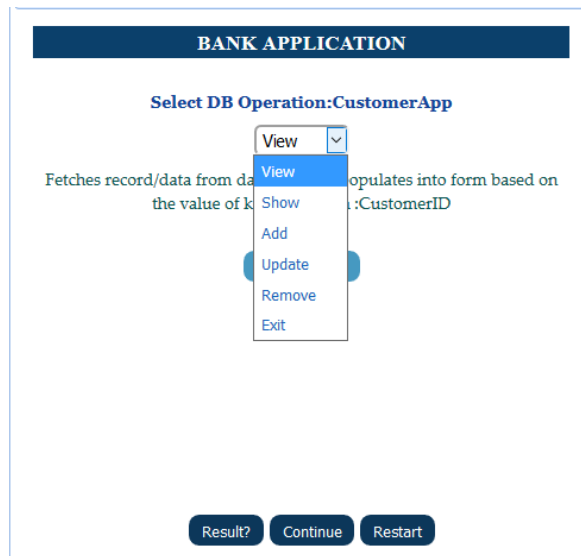 BANK APPLICATION
Select DB Operation:CustomerApp
View
View
Fetches record/data from da opulates into form based on
the value of k :CustomerID
Show
Add
Update
Remove
Exit
Result? Continue Restart